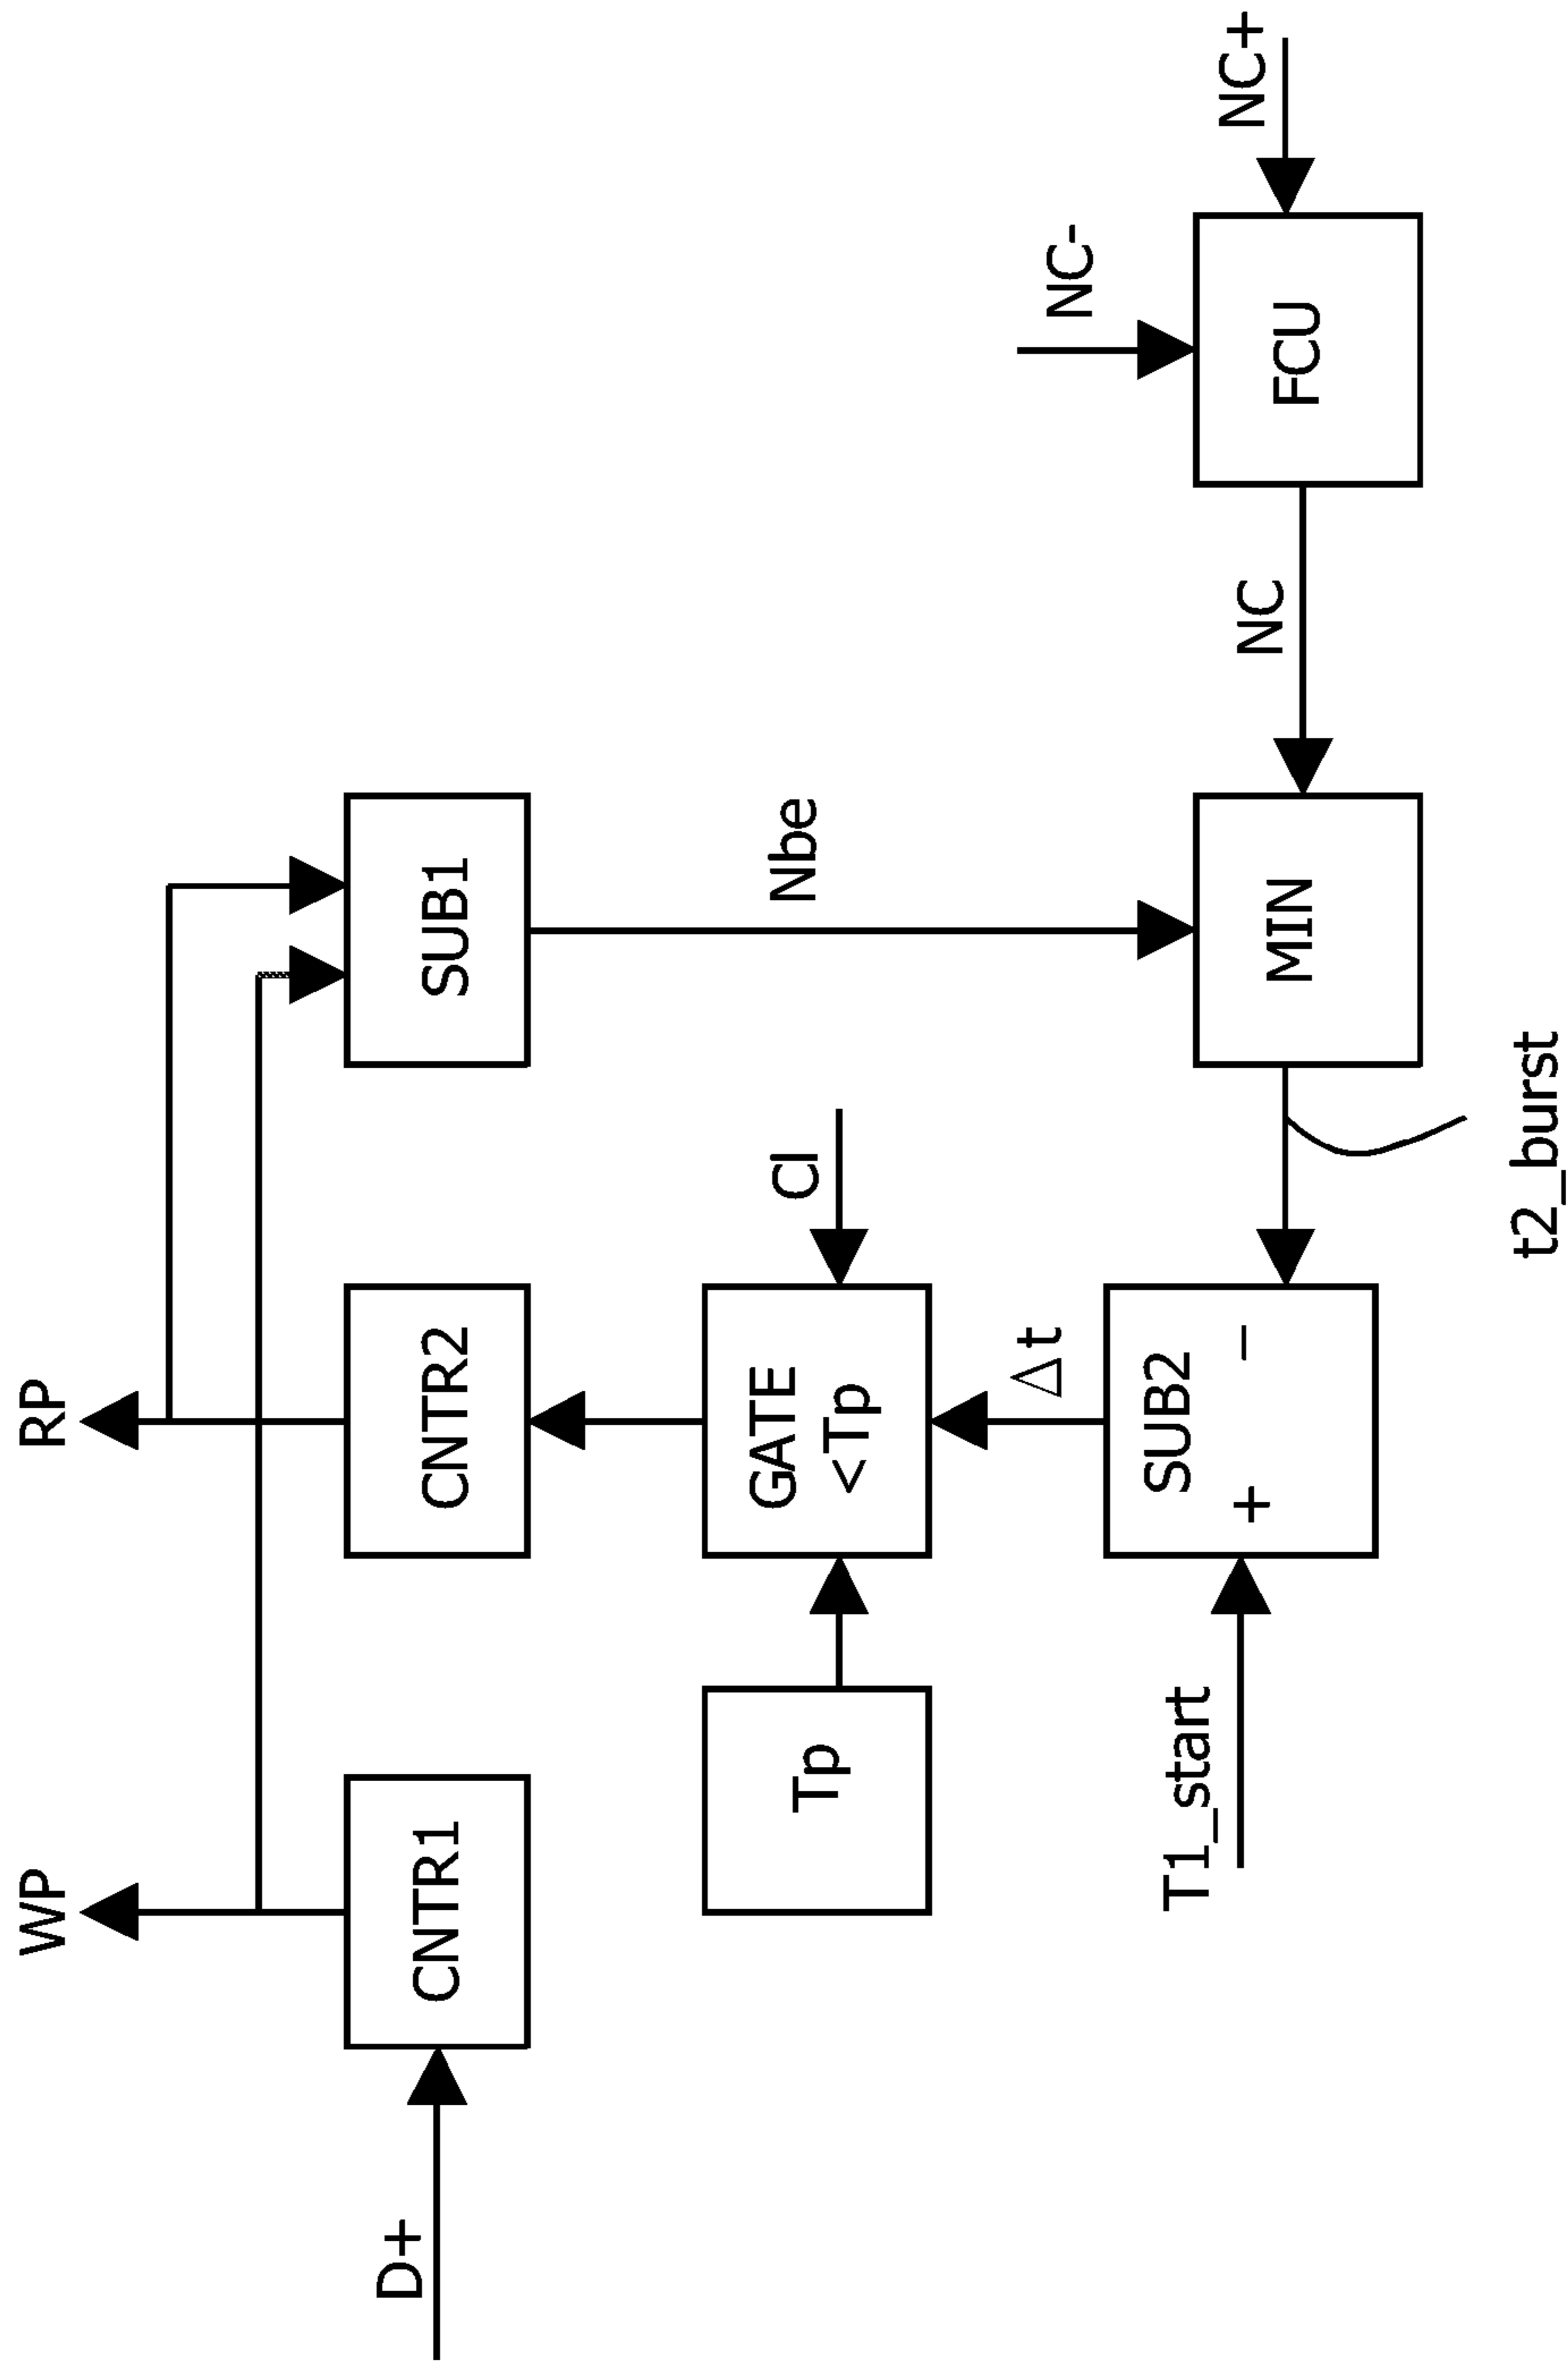 WP
RP
D+
CNTR1
CNTR2
SUB1
Tp
GATE
<Tp
Cl
Nbe
Δt
NC-
T1_start
SUB2
+ −
MIN
NC
FCU
NC+
t2_burst